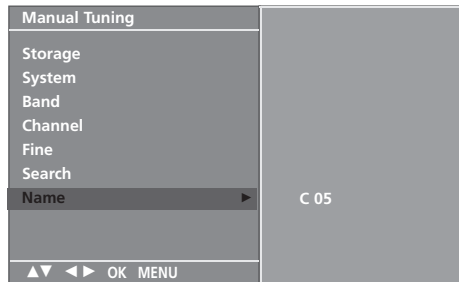 Manual Tuning
Storage
System
Band
Channel
Fine
Search
Name ► C 05
▲▼ ◄► OK MENU